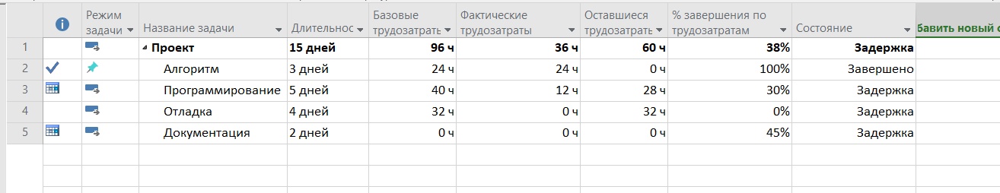 Режим задачи Название задачи Длительнос Базовые трудозатраты Фактические трудозатраты Оставшиеся трудозатраты % завершения по трудозатратам Состояние бавить новый с
1 Проект 15 дней 96 ч 36 ч 60 ч 38% Задержка
2 Алгоритм 3 дней 24 ч 24 ч 0 ч 100% Завершено
3 Программирование 5 дней 40 ч 12 ч 28 ч 30% Задержка
4 Отладка 4 дней 32 ч 0 ч 32 ч 0% Задержка
5 Документация 2 дней 0 ч 0 ч 0 ч 45% Задержка